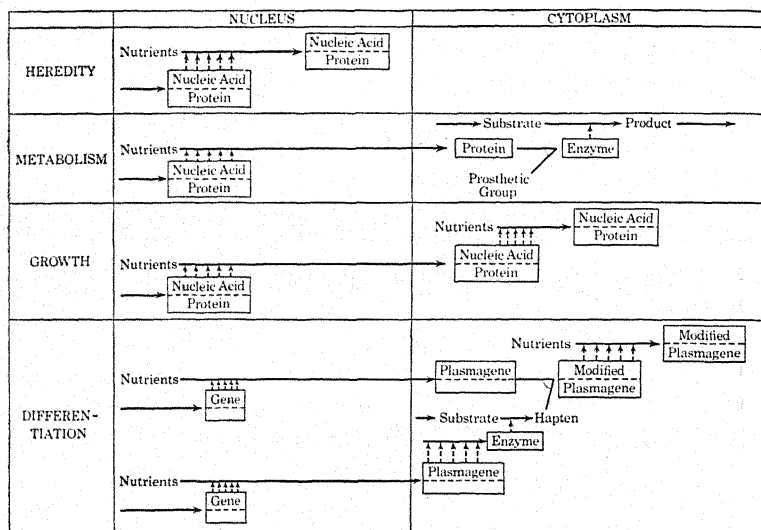 NUCLEUS
CYTOPLASM
HEREDITY
Nutrients
Nucleic Acid
Protein
Nucleic Acid
Protein
METABOLISM
Nutrients
Nucleic Acid
Protein
Substrate
Product
Protein
Enzyme
Prosthetic
Group
GROWTH
Nutrients
Nucleic Acid
Protein
Nutrients
Nucleic Acid
Protein
Nucleic Acid
Protein
DIFFEREN-
TIATION
Nutrients
Gene
Nutrients
Gene
Nutrients
Modified
Plasmagene
Plasmagene
Modified
Plasmagene
Substrate
Hapten
Enzyme
Plasmagene